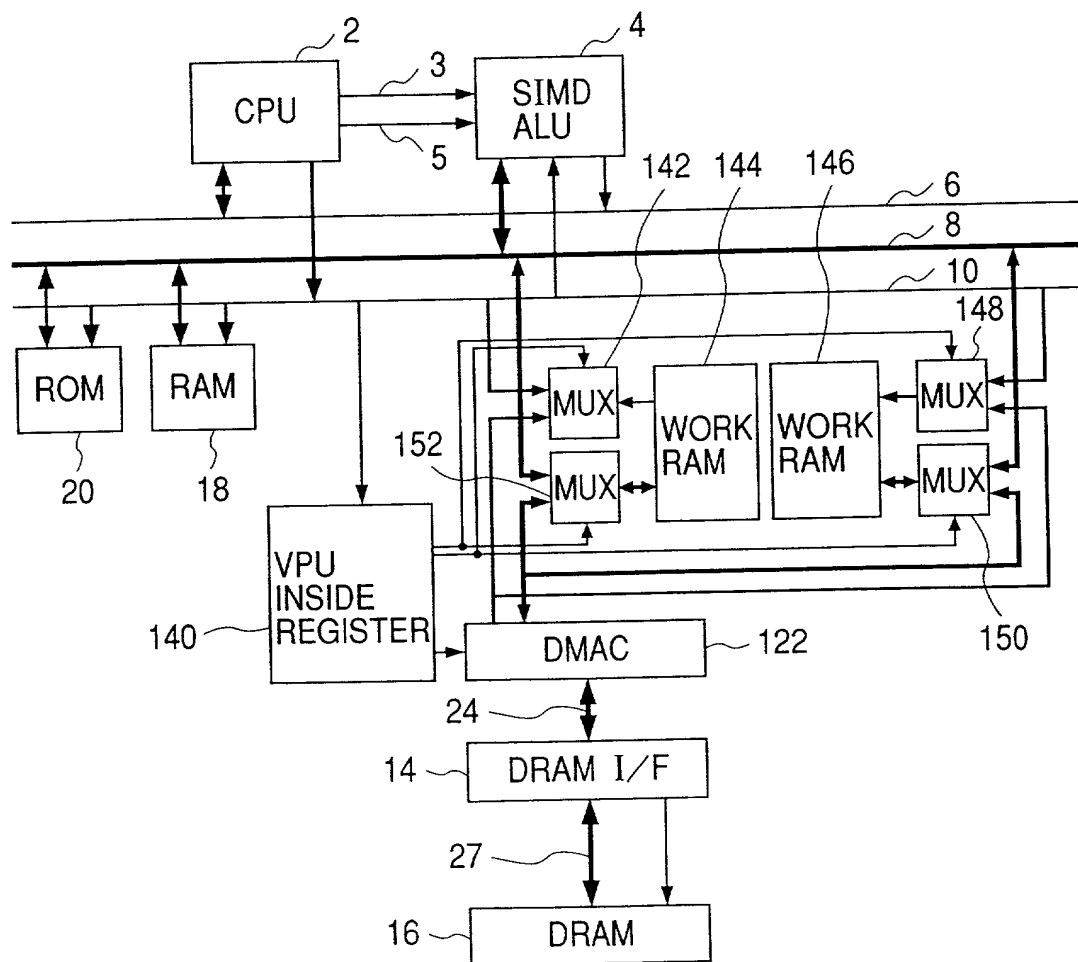 2
4
3
CPU
SIMD
ALU
5
142
144
146
6
8
10
148
ROM
RAM
MUX
WORK
RAM
WORK
RAM
MUX
152
MUX
MUX
20
18
VPU
INSIDE
REGISTER
140
DMAC
122
150
24
14
DRAM I/F
27
16
DRAM